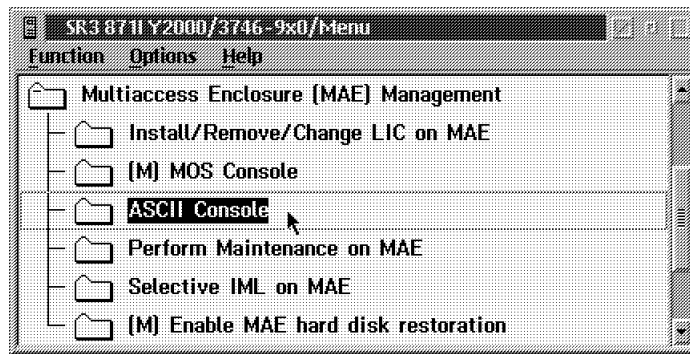 SR3 8711 Y2000/3746-9x0/Menu
Function Options Help
Multiaccess Enclosure (MAE) Management
Install/Remove/Change LIC on MAE
(M) MOS Console
ASCII Console
Perform Maintenance on MAE
Selective IML on MAE
(M) Enable MAE hard disk restoration